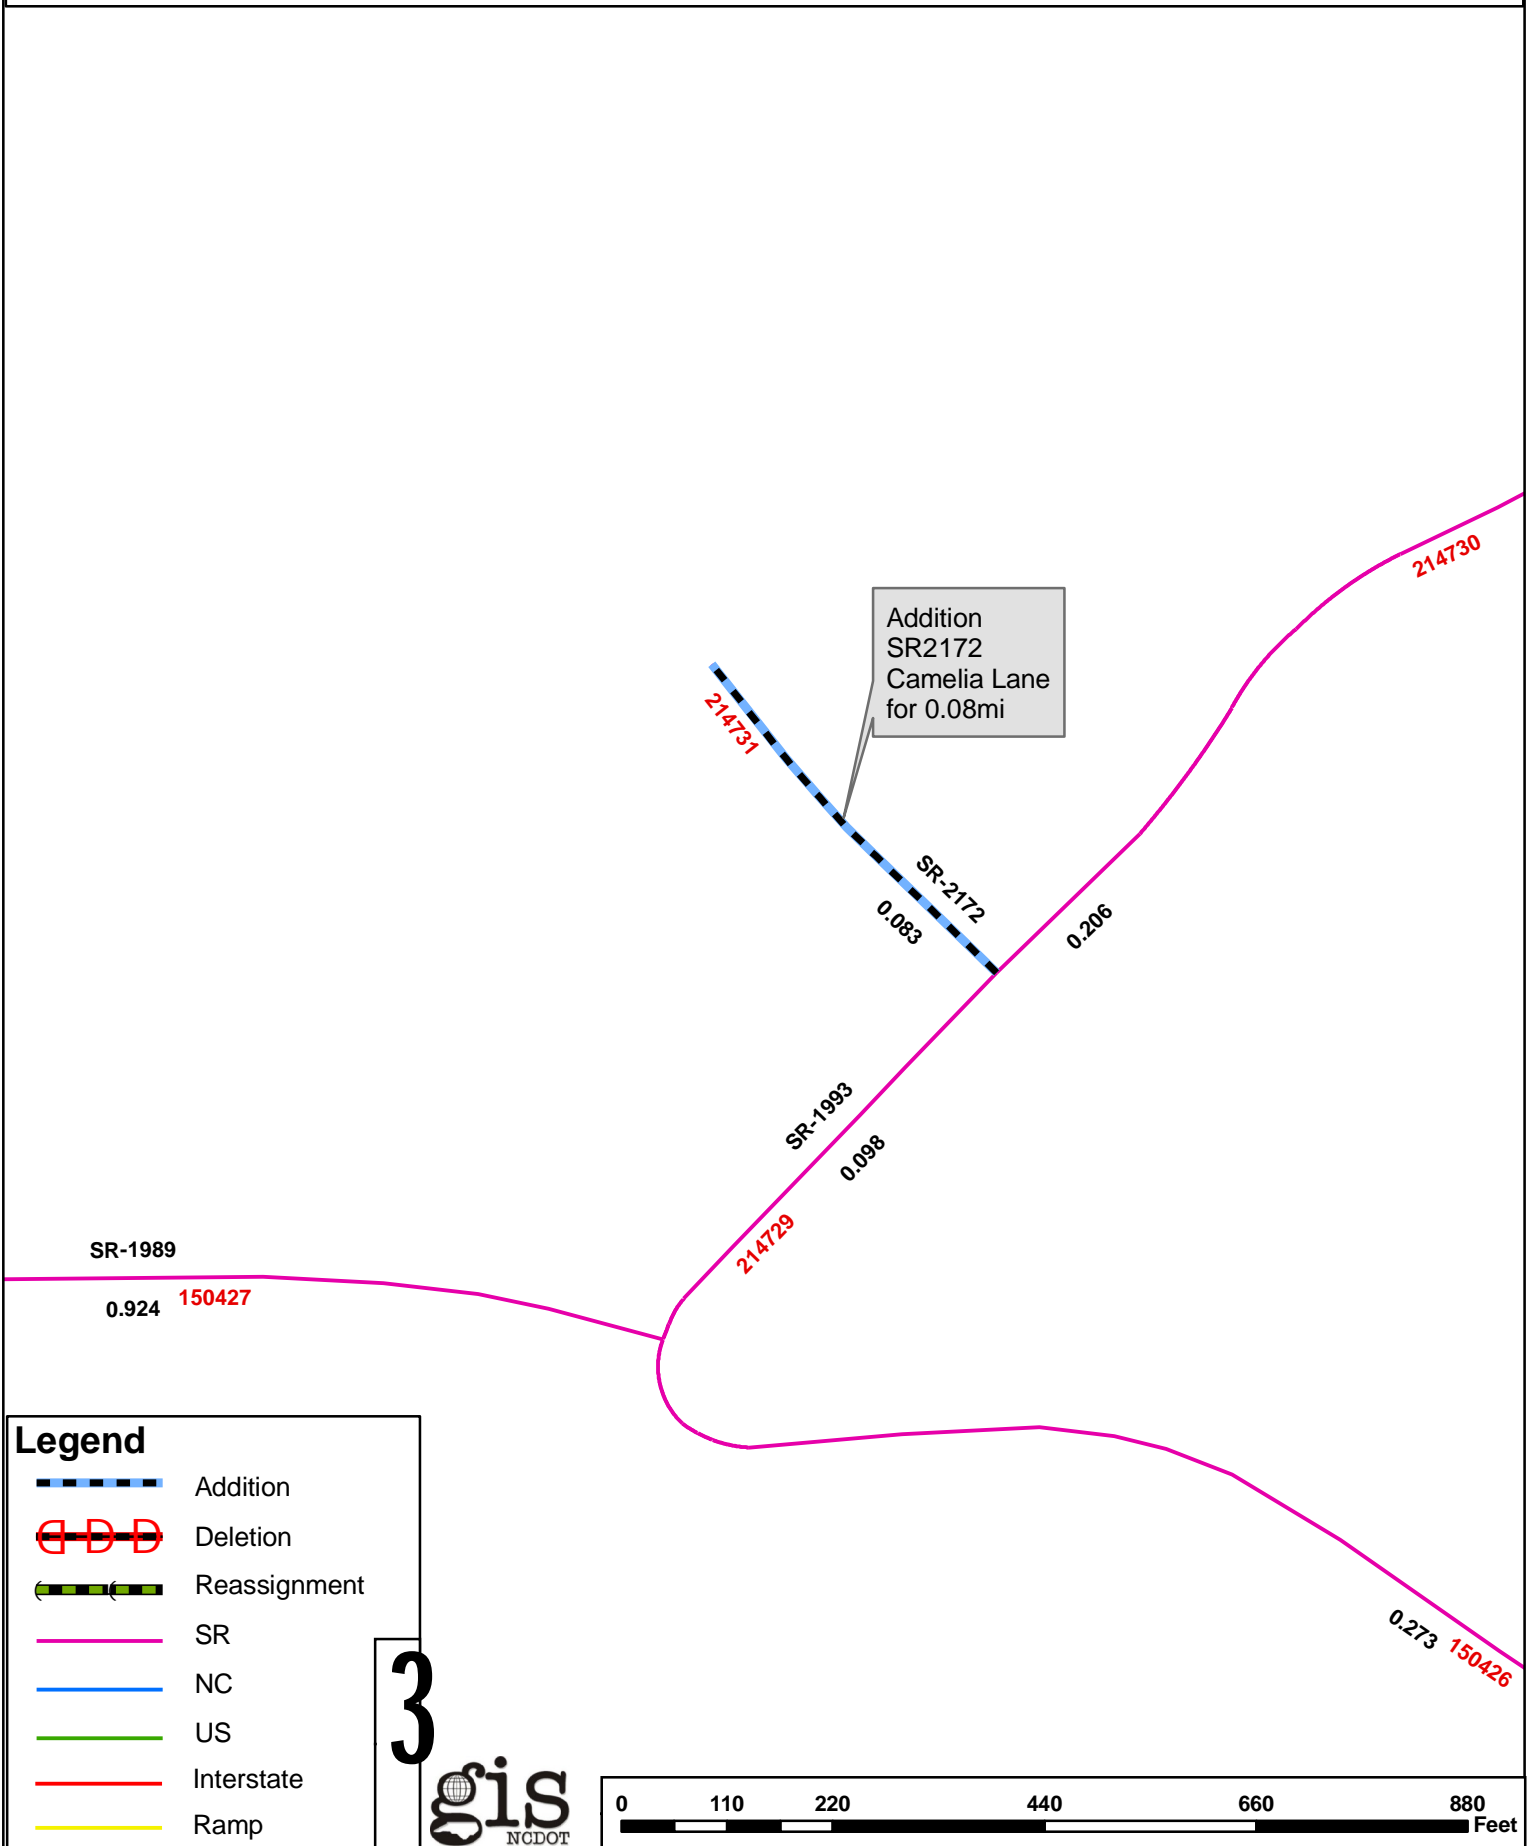 214730
Addition
SR2172
Camelia Lane
for 0.08mi
214731
SR-2172
0.083
0.206
SR-1993
0.098
214729
SR-1989
0.924 150427
0.273 150426
Legend
Addition
D D D
Deletion
Reassignment
SR
NC
US
Interstate
Ramp
3
gis
NCDOT
0 110 220 440 660 880
Feet